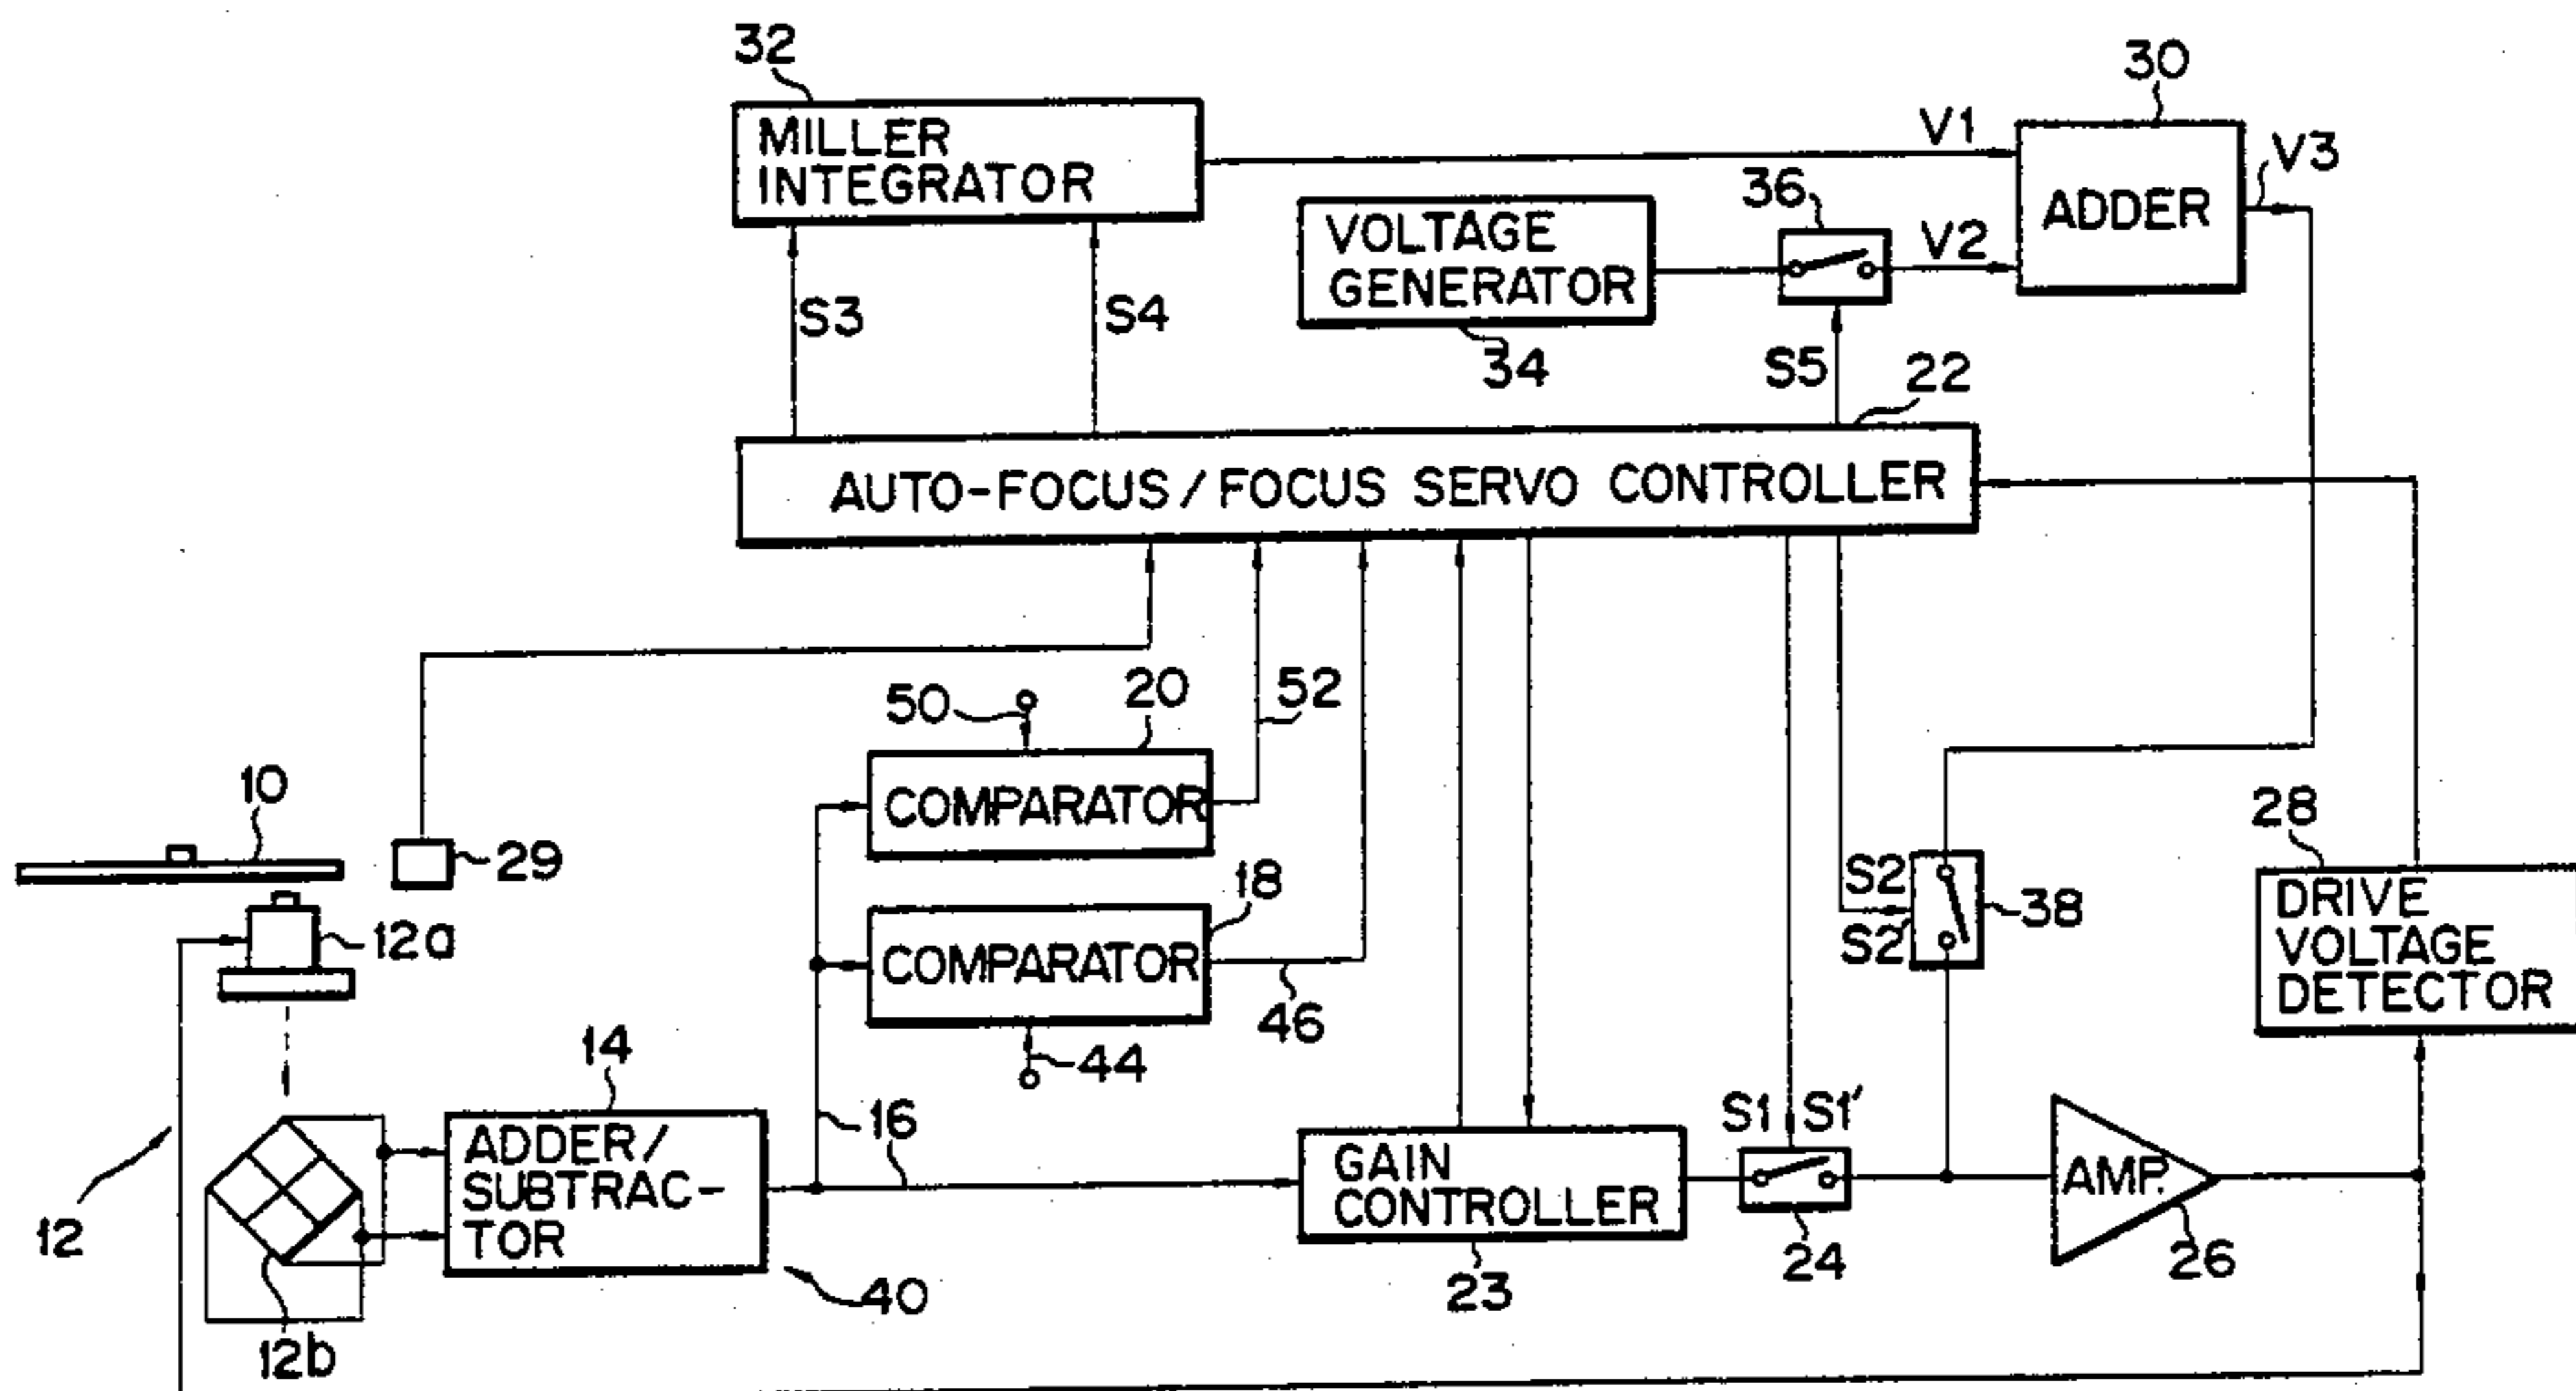 32
30
MILLER
INTEGRATOR
V1
V3
36
VOLTAGE
GENERATOR
V2
ADDER
S3
S4
34
S5
22
AUTO-FOCUS/FOCUS SERVO CONTROLLER
50
20
52
10
COMPARATOR
28
29
18
S2
38
DRIVE
VOLTAGE
DETECTOR
12a
COMPARATOR
S2
46
44
14
16
S1
S1'
ADDER/
SUBTRAC-
TOR
GAIN
CONTROLLER
AMP.
12
24
26
23
40
12b